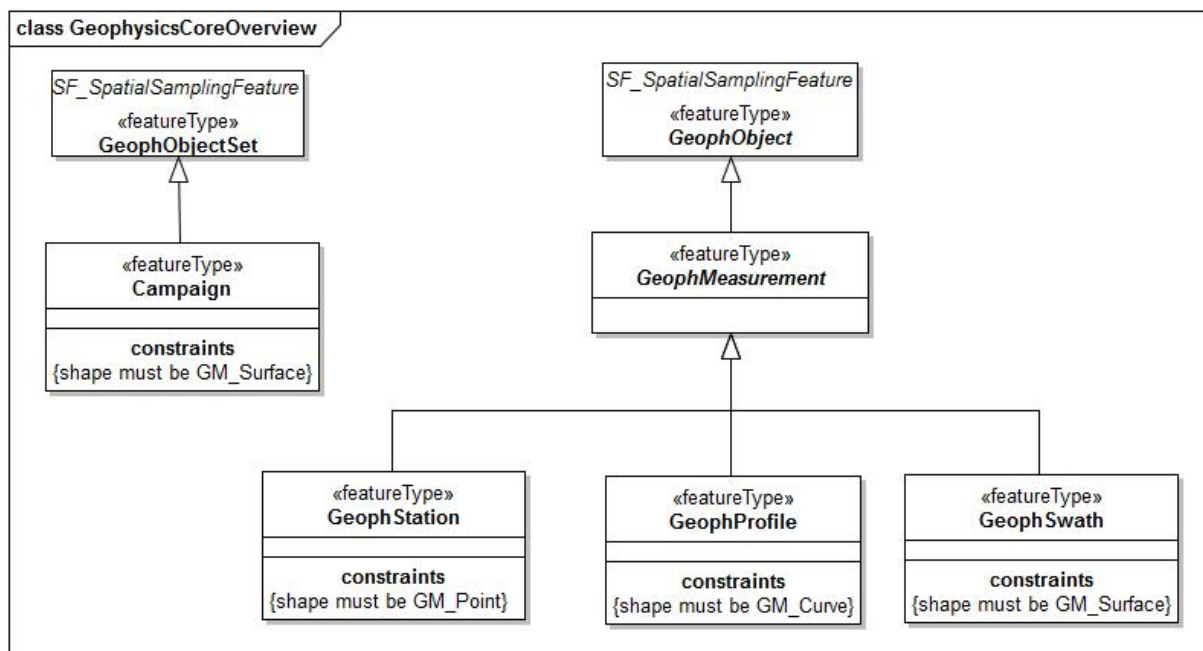 class GeophysicsCoreOverview
SF_SpatialSamplingFeature
«featureType»
GeophObjectSet
SF_SpatialSamplingFeature
«featureType»
GeophObject
«featureType»
Campaign
constraints
{shape must be GM_Surface}
«featureType»
GeophMeasurement
«featureType»
GeophStation
constraints
{shape must be GM_Point}
«featureType»
GeophProfile
constraints
{shape must be GM_Curve}
«featureType»
GeophSwath
constraints
{shape must be GM_Surface}